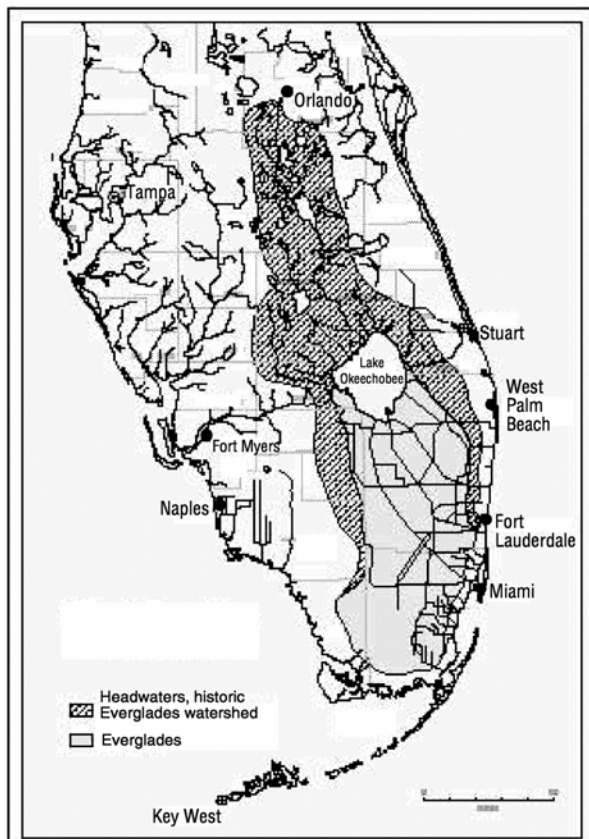 Orlando
Tampa
Stuart
Lake
Okeechobee
West
Palm
Beach
Fort Myers
Naples
Fort
Lauderdale
Miami
Headwaters, historic
Everglades watershed
Everglades
Key West